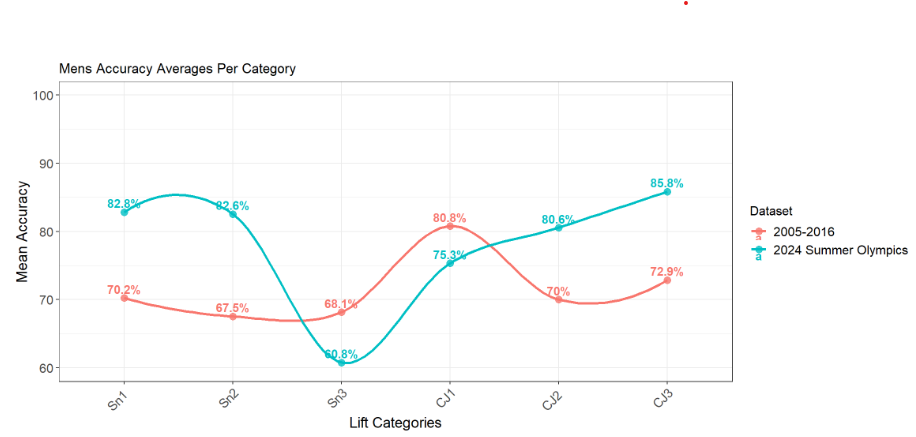 Mens Accuracy Averages Per Category
100
90
80
70
60
Mean Accuracy
82.8%
82.6%
60.8%
75.3%
80.6%
85.8%
70.2%
67.5%
68.1%
80.8%
70%
72.9%
Sn1
Sn2
Sn3
CJ1
CJ2
CJ3
Lift Categories
Dataset
a 2005-2016
a 2024 Summer Olympics